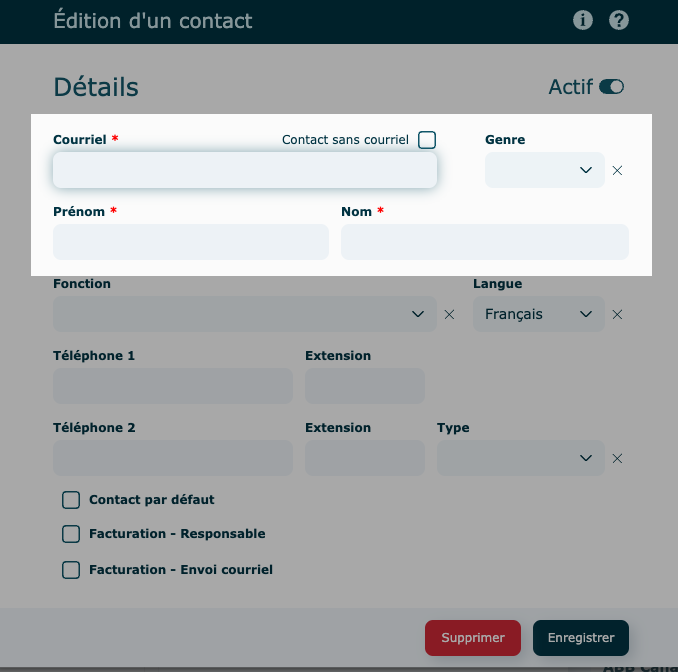 Édition d'un contact
Détails
Actif
Courriel *
Contact sans courriel
Genre
Prénom *
Nom *
Fonction
Langue
Français
Téléphone 1
Extension
Téléphone 2
Extension
Type
Contact par défaut
Facturation - Responsable
Facturation - Envoi courriel
Supprimer
Enregistrer